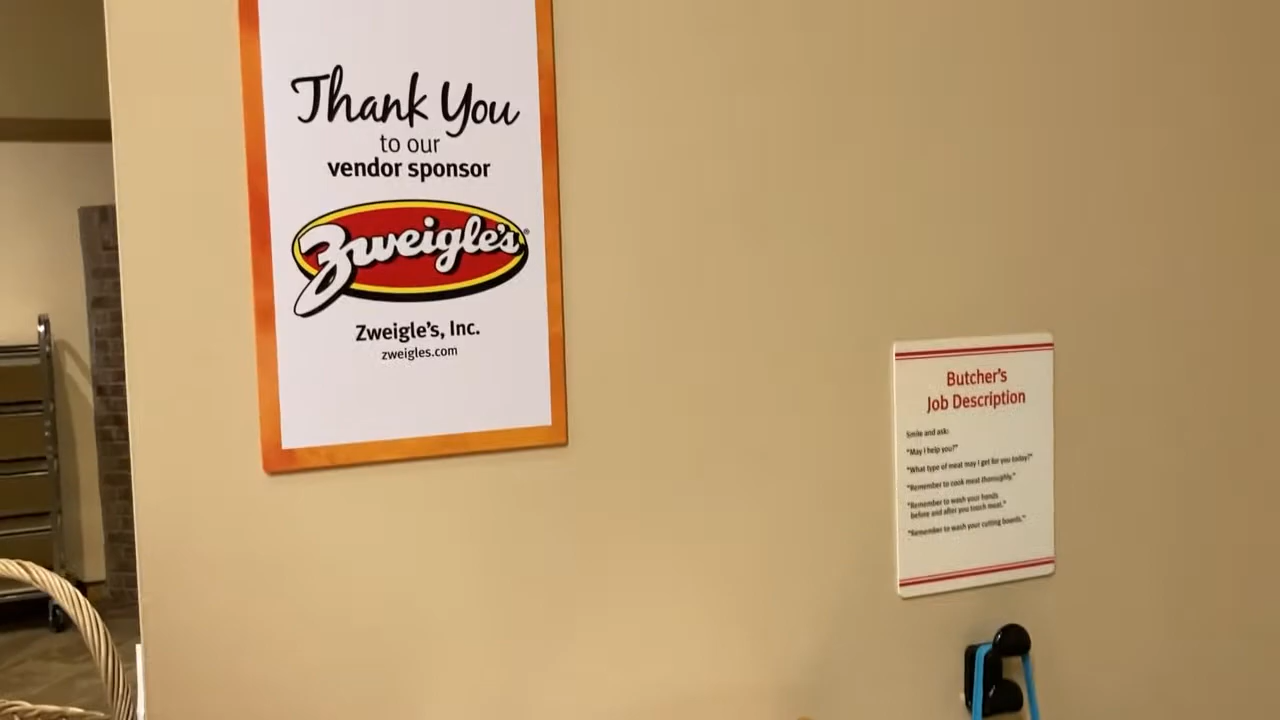 Thank You
to our
vendor sponsor
Zweigle's®
Zweigle's, Inc.
zweigles.com
Butcher's
Job Description
Smile and ask:
"May I help you?"
"What type of meat may I get for you today?"
"Remember to cook meat thoroughly."
"Remember to wash your hands
before and after you touch meat."
"Remember to wash your cutting boards."